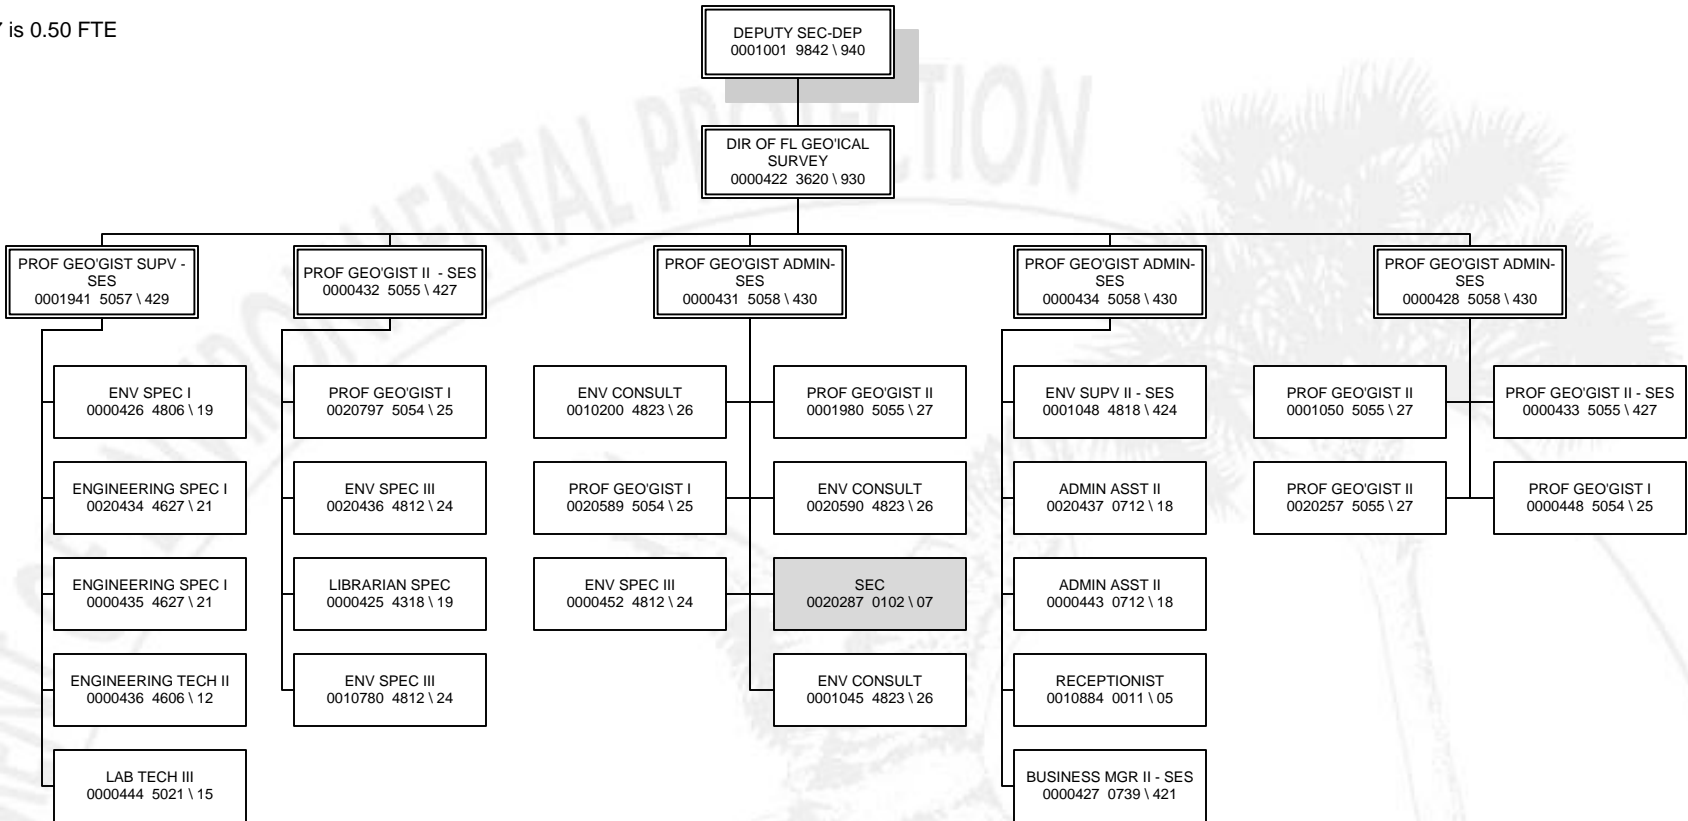 is 0.50 FTE
DEPUTY SEC-DEP
0001001 9842 \ 940
DIR OF FL GEO'ICAL
SURVEY
0000422 3620 \ 930
PROF GEO'GIST SUPV -
SES
0001941 5057 \ 429
PROF GEO'GIST II - SES
0000432 5055 \ 427
PROF GEO'GIST ADMIN-
SES
0000431 5058 \ 430
PROF GEO'GIST ADMIN-
SES
0000434 5058 \ 430
PROF GEO'GIST ADMIN-
SES
0000428 5058 \ 430
ENV SPEC I
0000426 4806 \ 19
ENGINEERING SPEC I
0020434 4627 \ 21
ENGINEERING SPEC I
0000435 4627 \ 21
ENGINEERING TECH II
0000436 4606 \ 12
LAB TECH III
0000444 5021 \ 15
PROF GEO'GIST I
0020797 5054 \ 25
ENV SPEC III
0020436 4812 \ 24
LIBRARIAN SPEC
0000425 4318 \ 19
ENV SPEC III
0010780 4812 \ 24
ENV CONSULT
0010200 4823 \ 26
PROF GEO'GIST I
0020589 5054 \ 25
ENV SPEC III
0000452 4812 \ 24
PROF GEO'GIST II
0001980 5055 \ 27
ENV CONSULT
0020590 4823 \ 26
SEC
0020287 0102 \ 07
ENV CONSULT
0001045 4823 \ 26
ENV SUPV II - SES
0001048 4818 \ 424
ADMIN ASST II
0020437 0712 \ 18
ADMIN ASST II
0000443 0712 \ 18
RECEPTIONIST
0010884 0011 \ 05
BUSINESS MGR II - SES
0000427 0739 \ 421
PROF GEO'GIST II
0001050 5055 \ 27
PROF GEO'GIST II
0020257 5055 \ 27
PROF GEO'GIST II - SES
0000433 5055 \ 427
PROF GEO'GIST I
0000448 5054 \ 25